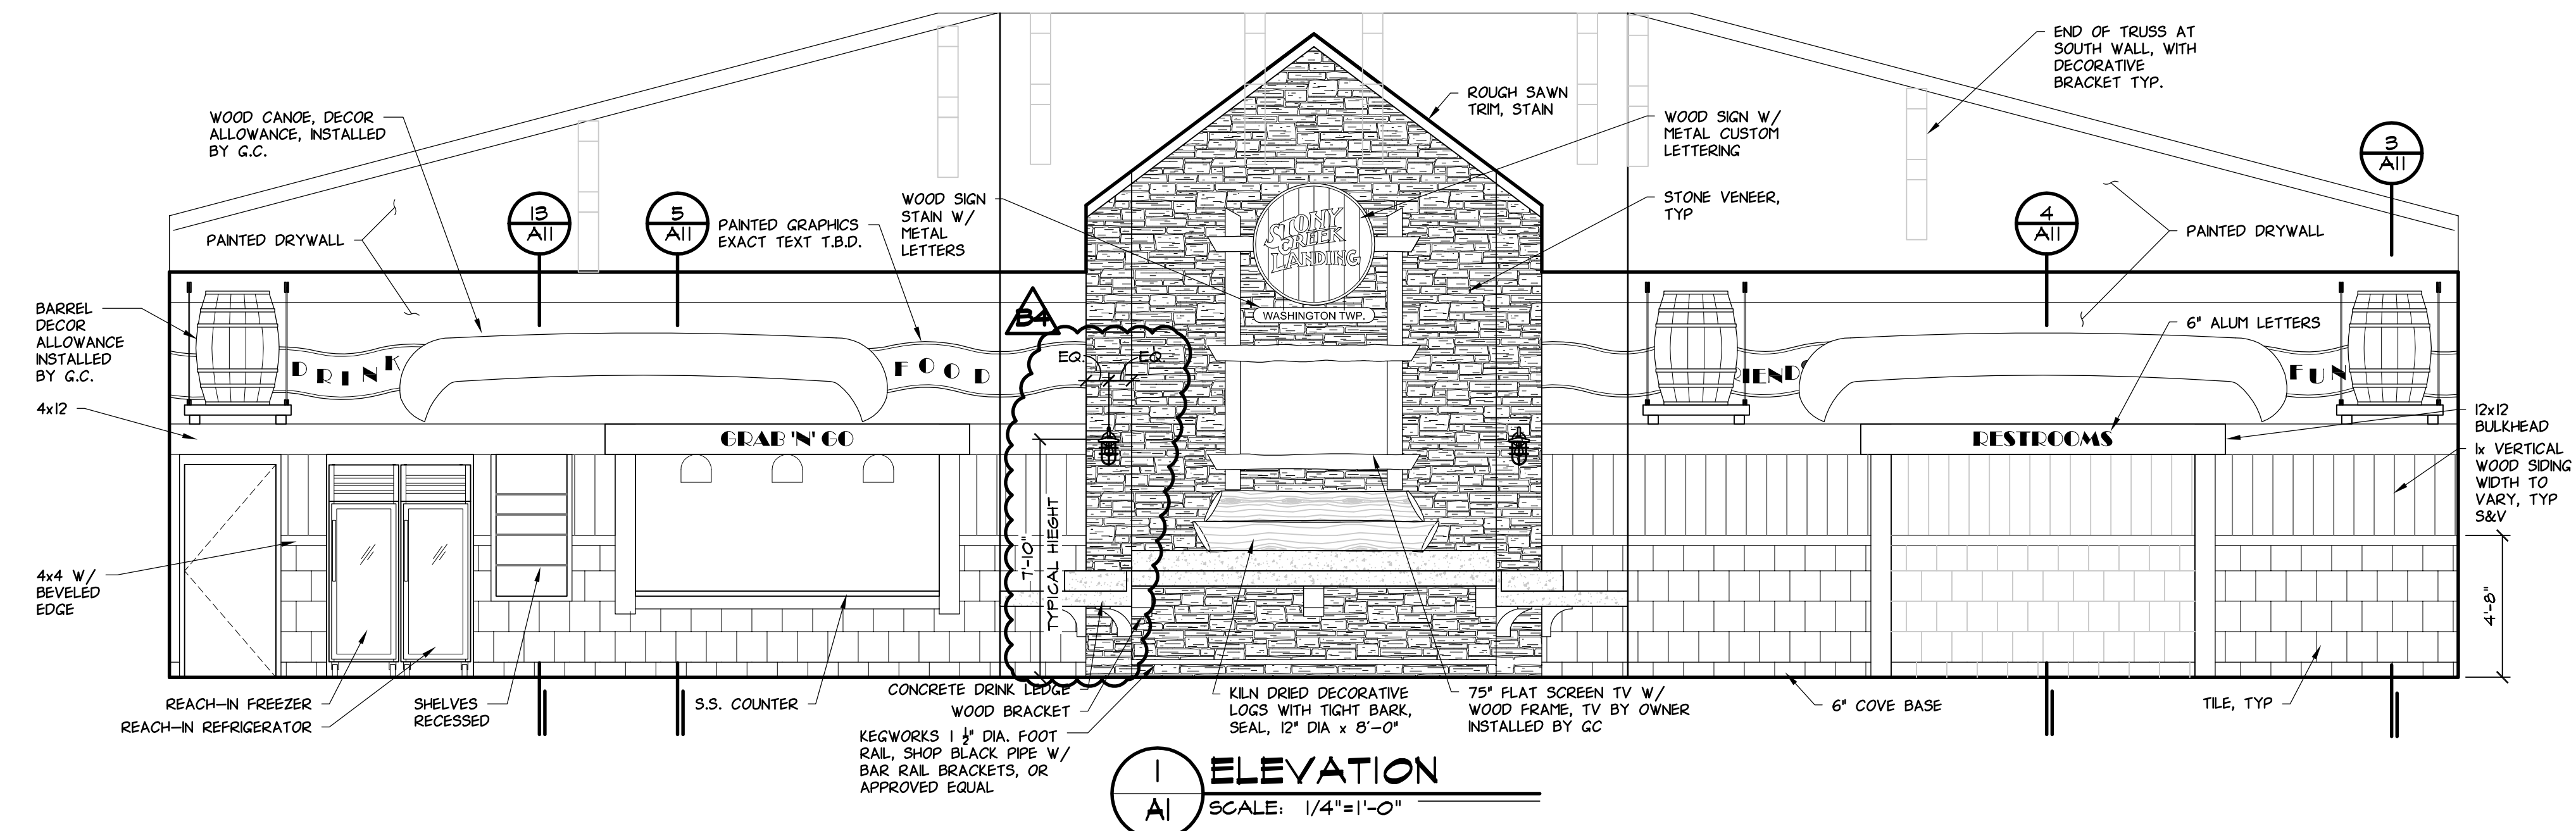 END OF TRUSS AT
SOUTH WALL, WITH
DECORATIVE
BRACKET TYP.
ROUGH SAWN
TRIM, STAIN
WOOD CANOE, DECOR
ALLOWANCE, INSTALLED
BY G.C.
WOOD SIGN W/
METAL CUSTOM
LETTERING
3
A11
WOOD SIGN
STAIN W/
METAL
LETTERS
STONE VENEER,
TYP
13
A11
5
A11
4
A11
PAINTED GRAPHICS
EXACT TEXT T.B.D.
PAINTED DRYWALL
PAINTED DRYWALL
STONY
CREEK
LANDING
WASHINGTON TWP.
BARREL
DECOR
ALLOWANCE
INSTALLED
BY G.C.
B4
6" ALUM LETTERS
EQ.
EQ.
DRINK
FOOD
RIENDS
FUN
4x12
12x12
BULKHEAD
GRAB 'N' GO
RESTROOMS
1x VERTICAL
WOOD SIDING
WIDTH TO
VARY, TYP
S&V
7'-10"
TYPICAL HIEGHT
4x4 W/
BEVELED
EDGE
4'-8"
REACH-IN FREEZER
REACH-IN REFRIGERATOR
SHELVES
RECESSED
S.S. COUNTER
CONCRETE DRINK LEDGE
WOOD BRACKET
KEGWORKS 1 1/2" DIA. FOOT
RAIL, SHOP BLACK PIPE W/
BAR RAIL BRACKETS, OR
APPROVED EQUAL
KILN DRIED DECORATIVE
LOGS WITH TIGHT BARK,
SEAL, 12" DIA x 8'-0"
75" FLAT SCREEN TV W/
WOOD FRAME, TV BY OWNER
INSTALLED BY GC
6" COVE BASE
TILE, TYP
1
A1
ELEVATION
SCALE: 1/4"=1'-0"